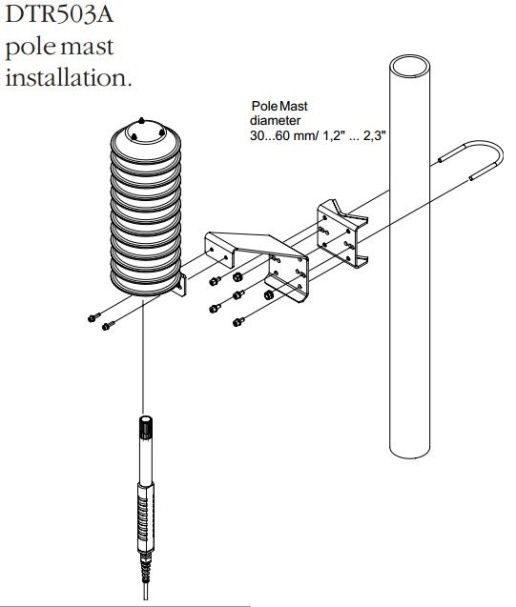 DTR503A
pole mast
installation.
Pole Mast
diameter
30...60 mm/ 1,2" ... 2,3"